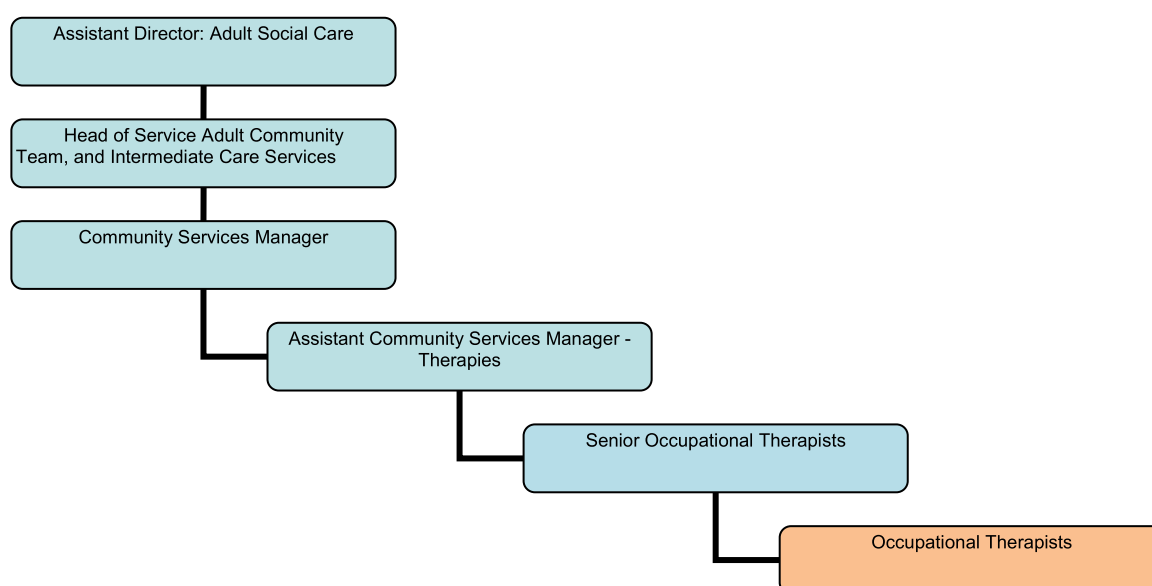 Assistant Director: Adult Social Care
Head of Service Adult Community
Team, and Intermediate Care Services
Community Services Manager
Assistant Community Services Manager -
Therapies
Senior Occupational Therapists
Occupational Therapists